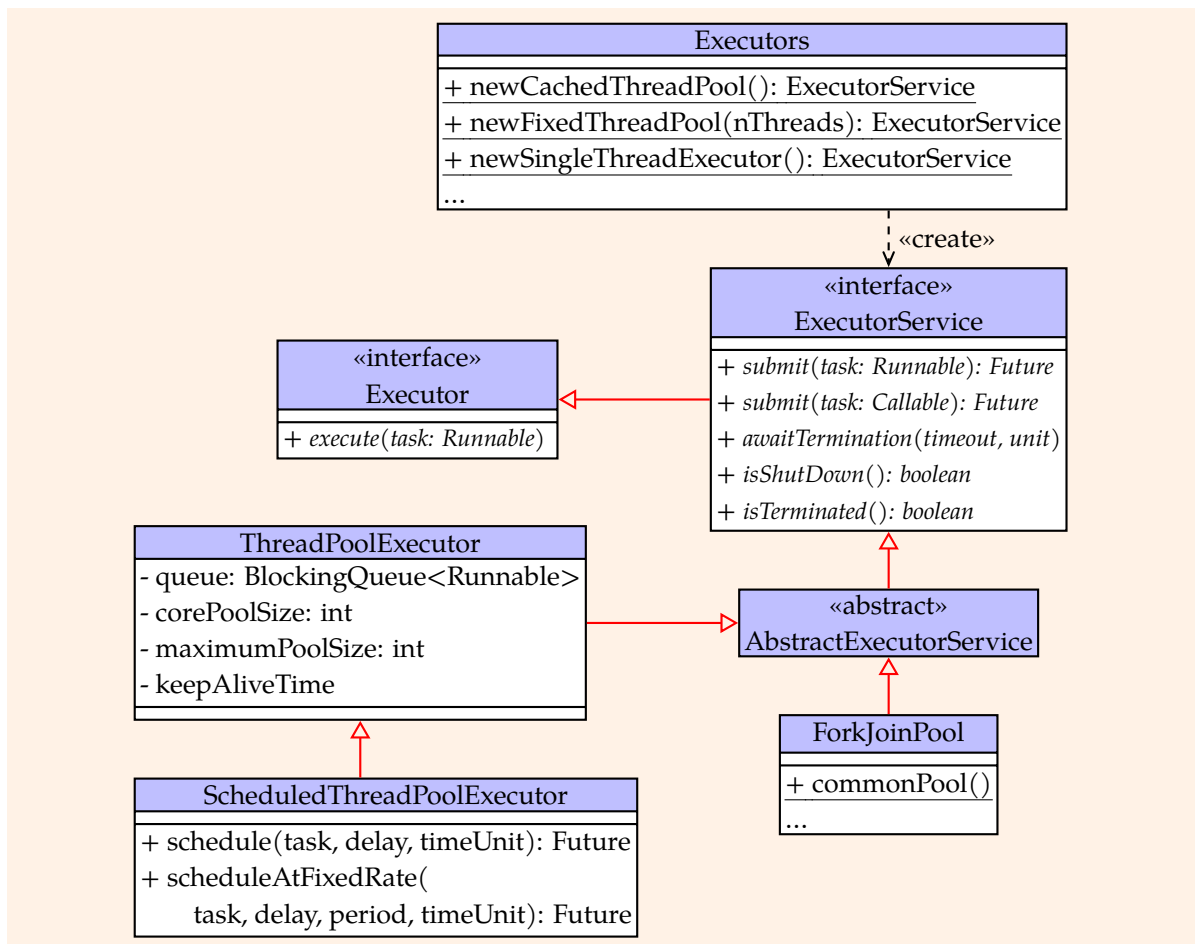 Executors
+ newCachedThreadPool(): ExecutorService
+ newFixedThreadPool(nThreads): ExecutorService
+ newSingleThreadExecutor(): ExecutorService
...
«create»
«interface»
ExecutorService
+ submit(task: Runnable): Future
+ submit(task: Callable): Future
+ awaitTermination(timeout, unit)
+ isShutDown(): boolean
+ isTerminated(): boolean
«interface»
Executor
+ execute(task: Runnable)
ThreadPoolExecutor
- queue: BlockingQueue<Runnable>
- corePoolSize: int
- maximumPoolSize: int
- keepAliveTime
«abstract»
AbstractExecutorService
ForkJoinPool
+ commonPool()
...
ScheduledThreadPoolExecutor
+ schedule(task, delay, timeUnit): Future
+ scheduleAtFixedRate(
task, delay, period, timeUnit): Future